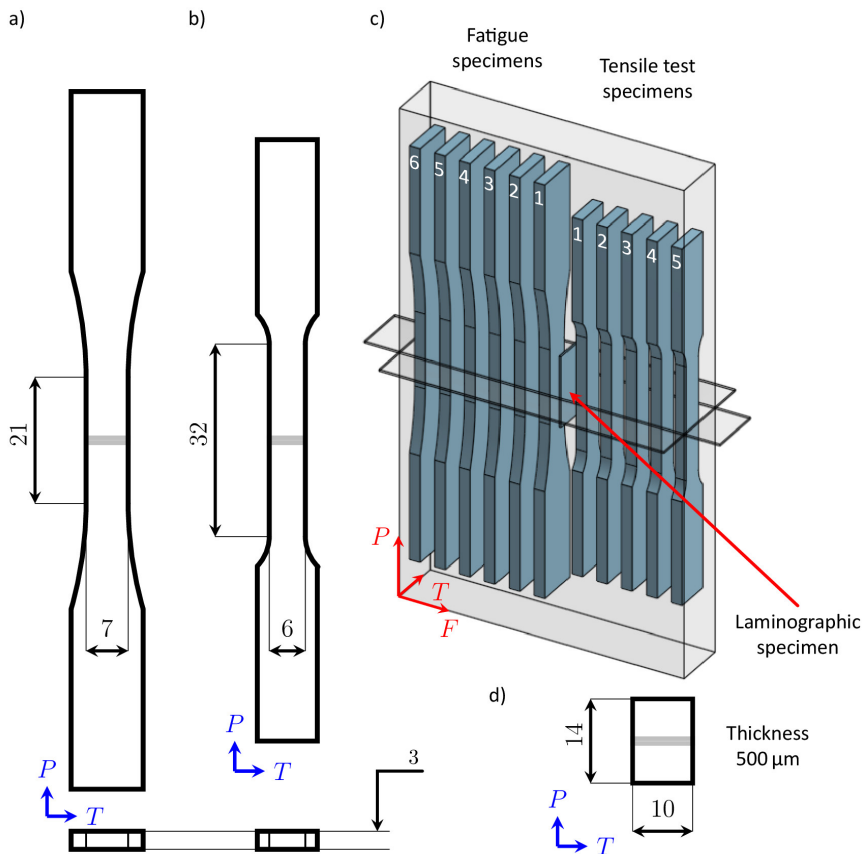 a)
b)
c)
Fatigue
specimens
Tensile test
specimens
6
5
4
3
2
1
1
2
3
4
5
21
32
7
6
P
T
F
Laminographic
specimen
d)
P
T
P
T
3
14
Thickness
500 µm
10
P
T